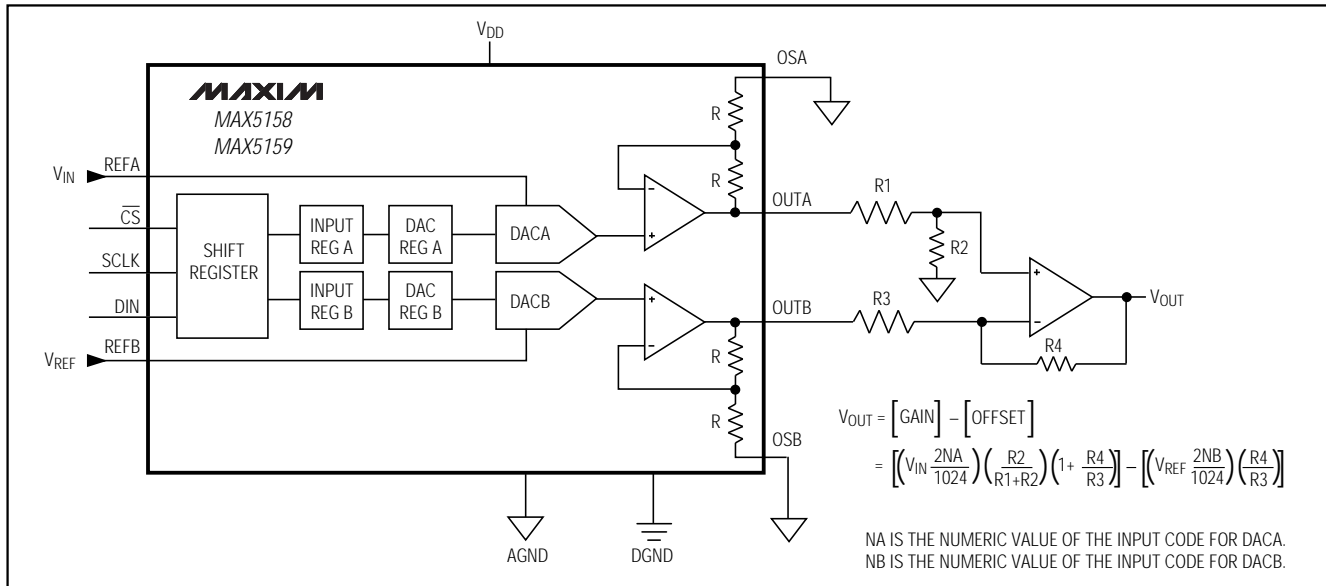 VDD
OSA
MAXIM
MAX5158
MAX5159
R
REFA
VIN
R
OUTA
R1
CS
INPUT
REG A
DAC
REG A
DACA
R2
SHIFT
REGISTER
SCLK
INPUT
REG B
DAC
REG B
DACB
VOUT
DIN
OUTB
R3
REFB
VREF
R
R4
R
OSB
VOUT = [GAIN] – [OFFSET]
= [(VIN 2NA/1024)(R2/R1+R2)(1+ R4/R3)] – [(VREF 2NB/1024)(R4/R3)]
AGND
DGND
NA IS THE NUMERIC VALUE OF THE INPUT CODE FOR DACA.
NB IS THE NUMERIC VALUE OF THE INPUT CODE FOR DACB.